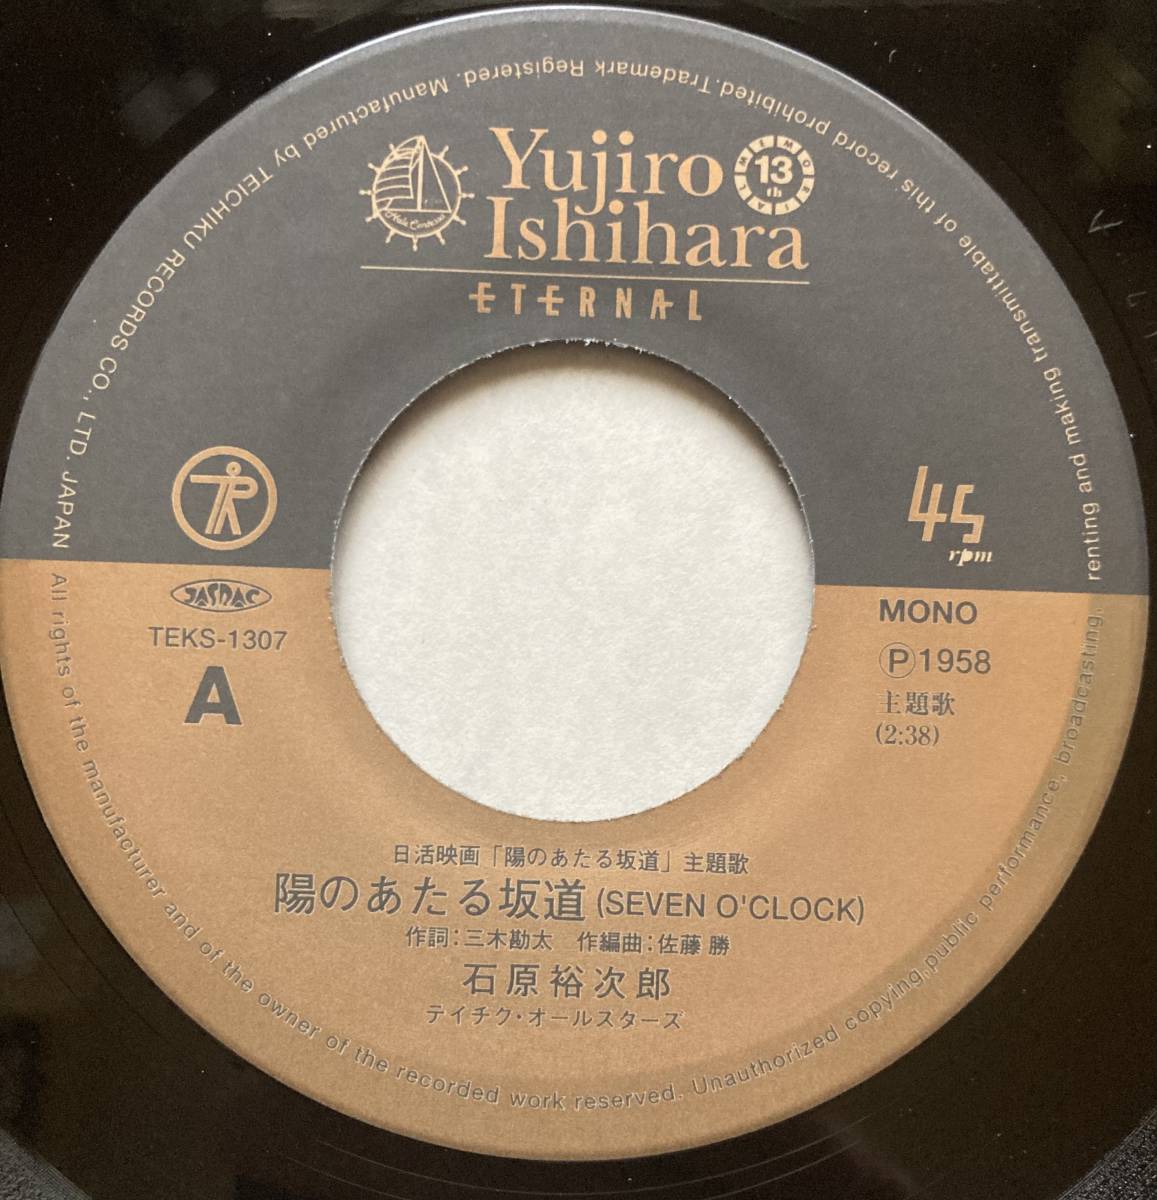 Yujiro
Ishihara
MEMORIAL
13
th
ETERNAL
45
rpm
JASRAC
TEKS-1307
A
MONO
Ⓟ1958
主題歌
(2:38)
日活映画「陽のあたる坂道」主題歌
陽のあたる坂道 (SEVEN O'CLOCK)
作詞：三木勘太　作編曲：佐藤 勝
石原裕次郎
テイチク・オールスターズ
All rights of the manufacturer and of the owner of the recorded work reserved. Unauthorized copying, public performance, broadcasting, renting and making transmittable of this record prohibited. Trademark Registered. Manufactured by TEICHIKU RECORDS CO., LTD. JAPAN